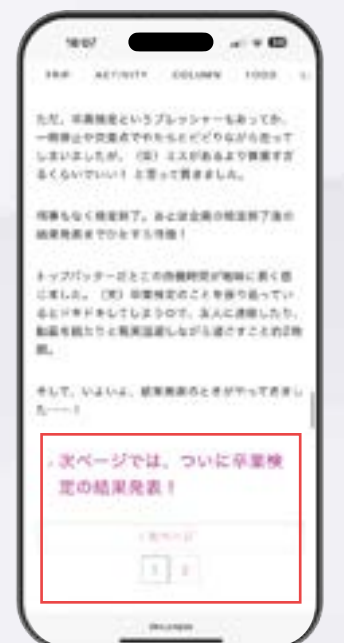 18:07
TRIP ACTIVITY COLUMN FOOD
ただ、卒業検定というプレッシャーもあってか、
一時停止や交差点でやたらとビビりながら走って
しまいましたが、（笑）ミスがあるより慎重すぎ
るくらいでいい！と思って貫きました。
何事もなく検定終了。あとは全員の検定終了後の
結果発表までひたすら待機！
トップバッターだとこの待機時間が地味に長く感
じました。（笑）卒業検定のことを振り返ってい
るとドキドキしてしまうので、友人に連絡したり、
動画を観たりと現実逃避しながら過ごすこと約2時
間。
そして、いよいよ、結果発表のときがやってきまし
た……！
次ページでは、ついに卒業検
定の結果発表！
次ページ
1 2